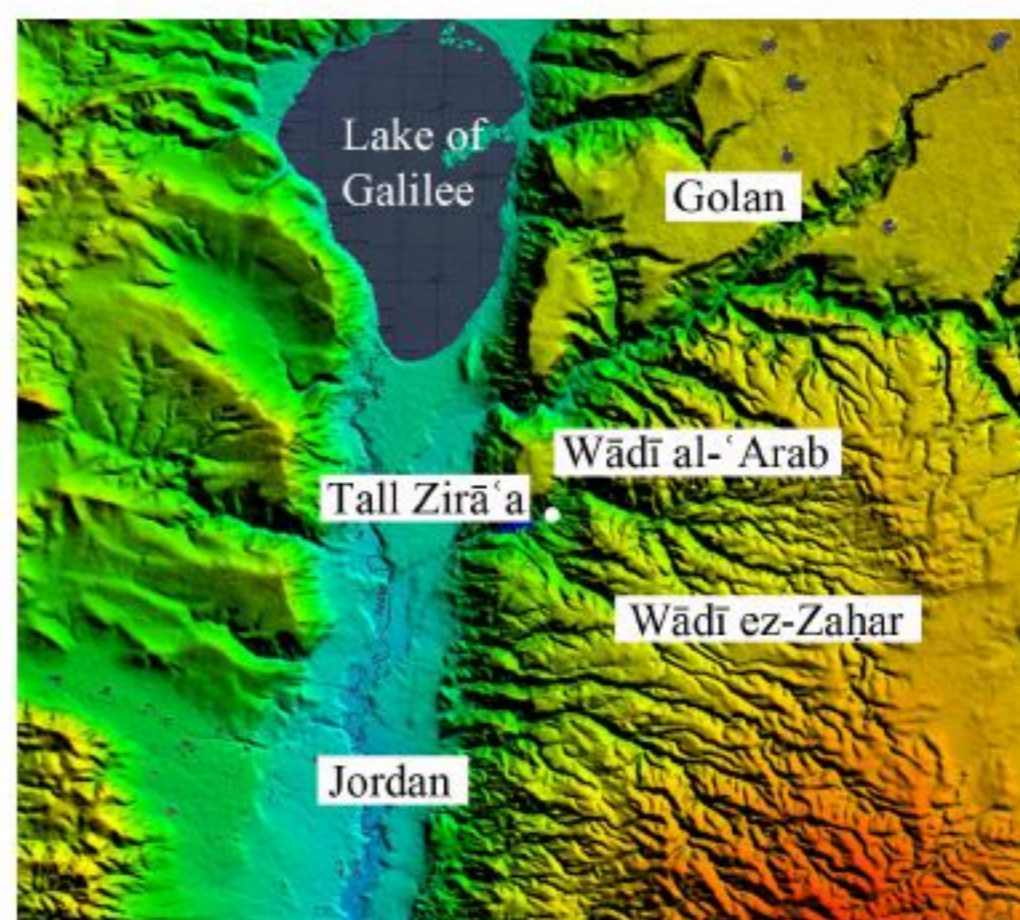 Lake of
Galilee
Golan
Wādī al-ʿArab
Tall Zirāʿa
Wādī ez-Zaḥar
Jordan